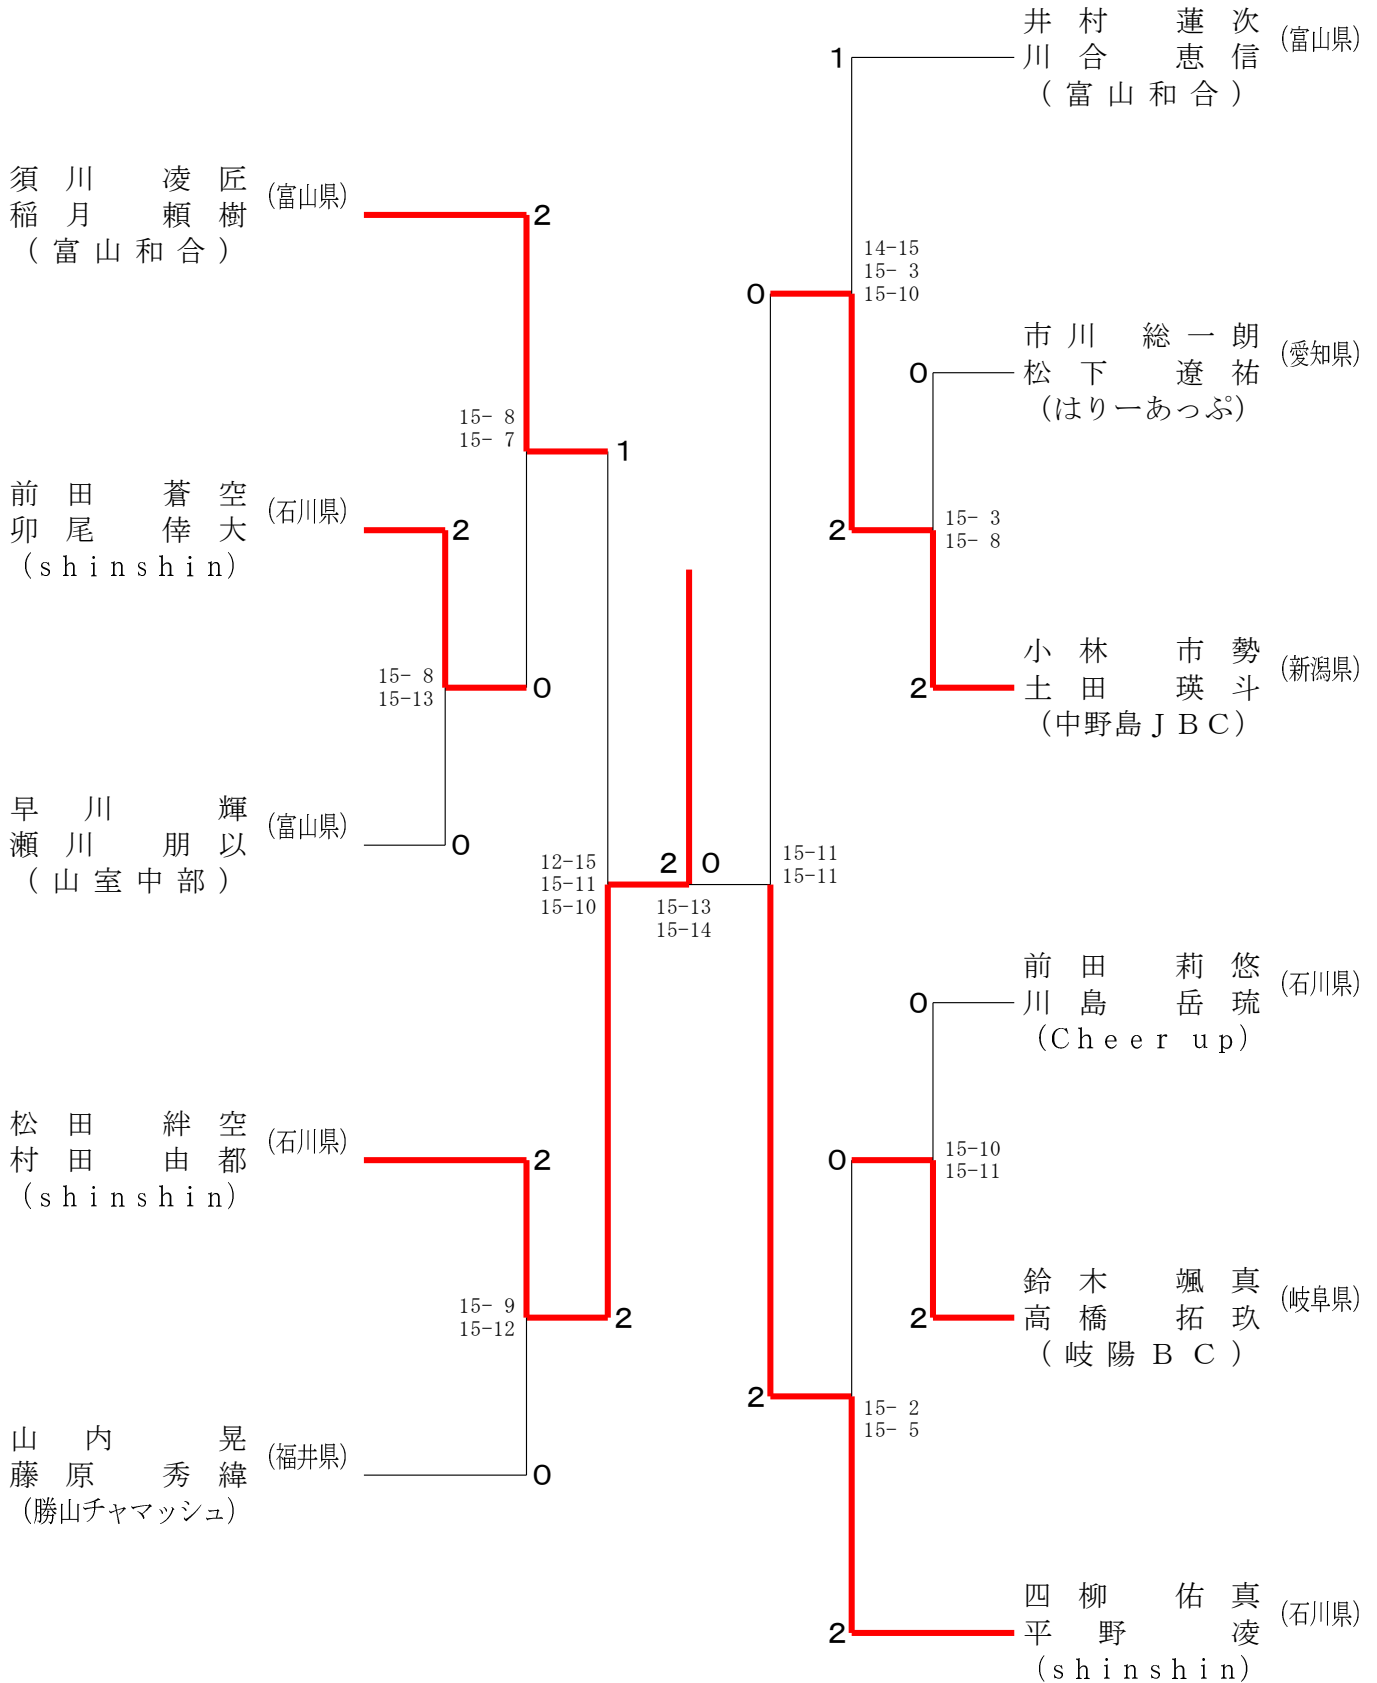 須川 凌匠
稲月 頼樹
(富山和合)
(富山県)
2
15- 8
15- 7
1
前田 蒼空
卯尾 倖大
(shinshin)
(石川県)
2
15- 8
15-13
0
早川 輝
瀬川 朋以
(山室中部)
(富山県)
0
12-15
15-11
15-10
2 0
15-13
15-14
松田 絆空
村田 由都
(shinshin)
(石川県)
2
15- 9
15-12
2
山内 晃
藤原 秀緯
(勝山チャマッシュ)
(福井県)
0
井村 蓮次
川合 恵信
(富山和合)
(富山県)
1
14-15
15- 3
15-10
0
市川 総一朗
松下 遼祐
(はりーあっぷ)
(愛知県)
0
2
15- 3
15- 8
小林 市勢
土田 瑛斗
(中野島JBC)
(新潟県)
2
15-11
15-11
前田 莉悠
川島 岳琉
(Cheer up)
(石川県)
0
0
15-10
15-11
鈴木 颯真
高橋 拓玖
(岐陽BC)
(岐阜県)
2
2
15- 2
15- 5
四柳 佑真
平野 凌
(shinshin)
(石川県)
2